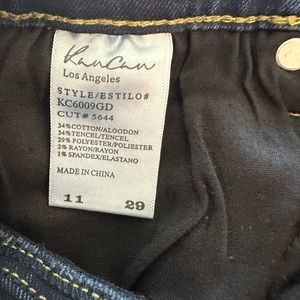 KanCan
Los Angeles
STYLE/ESTILO#
KC6009GD
CUT# 5644
34%COTTON/ALGODON
34%TENCEL/TENCEL
29%POLYESTER/POLIESTER
2%RAYON/RAYON
1%SPANDEX/ELASTANO
MADE IN CHINA
11 29